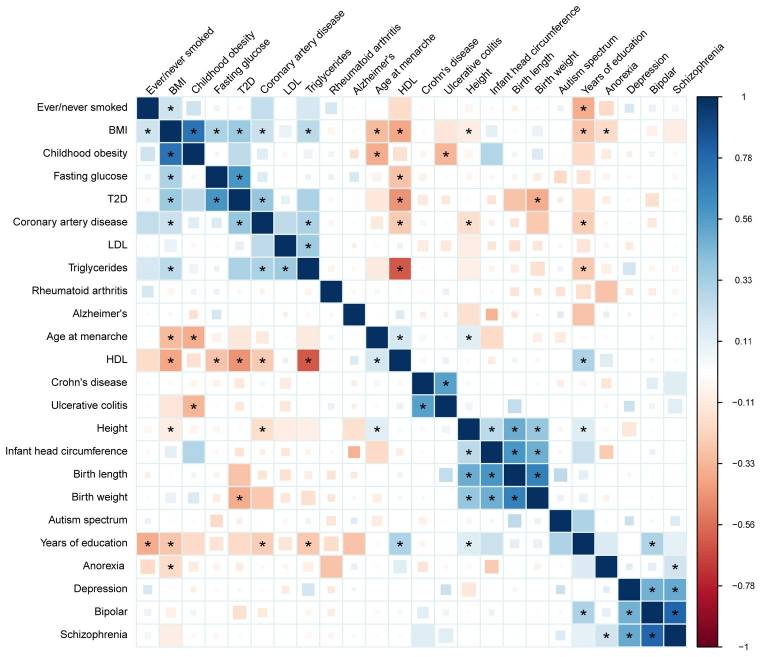 Ever/never smoked
BMI
Childhood obesity
Fasting glucose
T2D
Coronary artery disease
LDL
Triglycerides
Rheumatoid arthritis
Alzheimer's
Age at menarche
HDL
Crohn's disease
Ulcerative colitis
Height
Infant head circumference
Birth length
Birth weight
Autism spectrum
Years of education
Anorexia
Depression
Bipolar
Schizophrenia
Ever/never smoked
BMI
Childhood obesity
Fasting glucose
T2D
Coronary artery disease
LDL
Triglycerides
Rheumatoid arthritis
Alzheimer's
Age at menarche
HDL
Crohn's disease
Ulcerative colitis
Height
Infant head circumference
Birth length
Birth weight
Autism spectrum
Years of education
Anorexia
Depression
Bipolar
Schizophrenia
1
0.78
0.56
0.33
0.11
−0.11
−0.33
−0.56
−0.78
−1